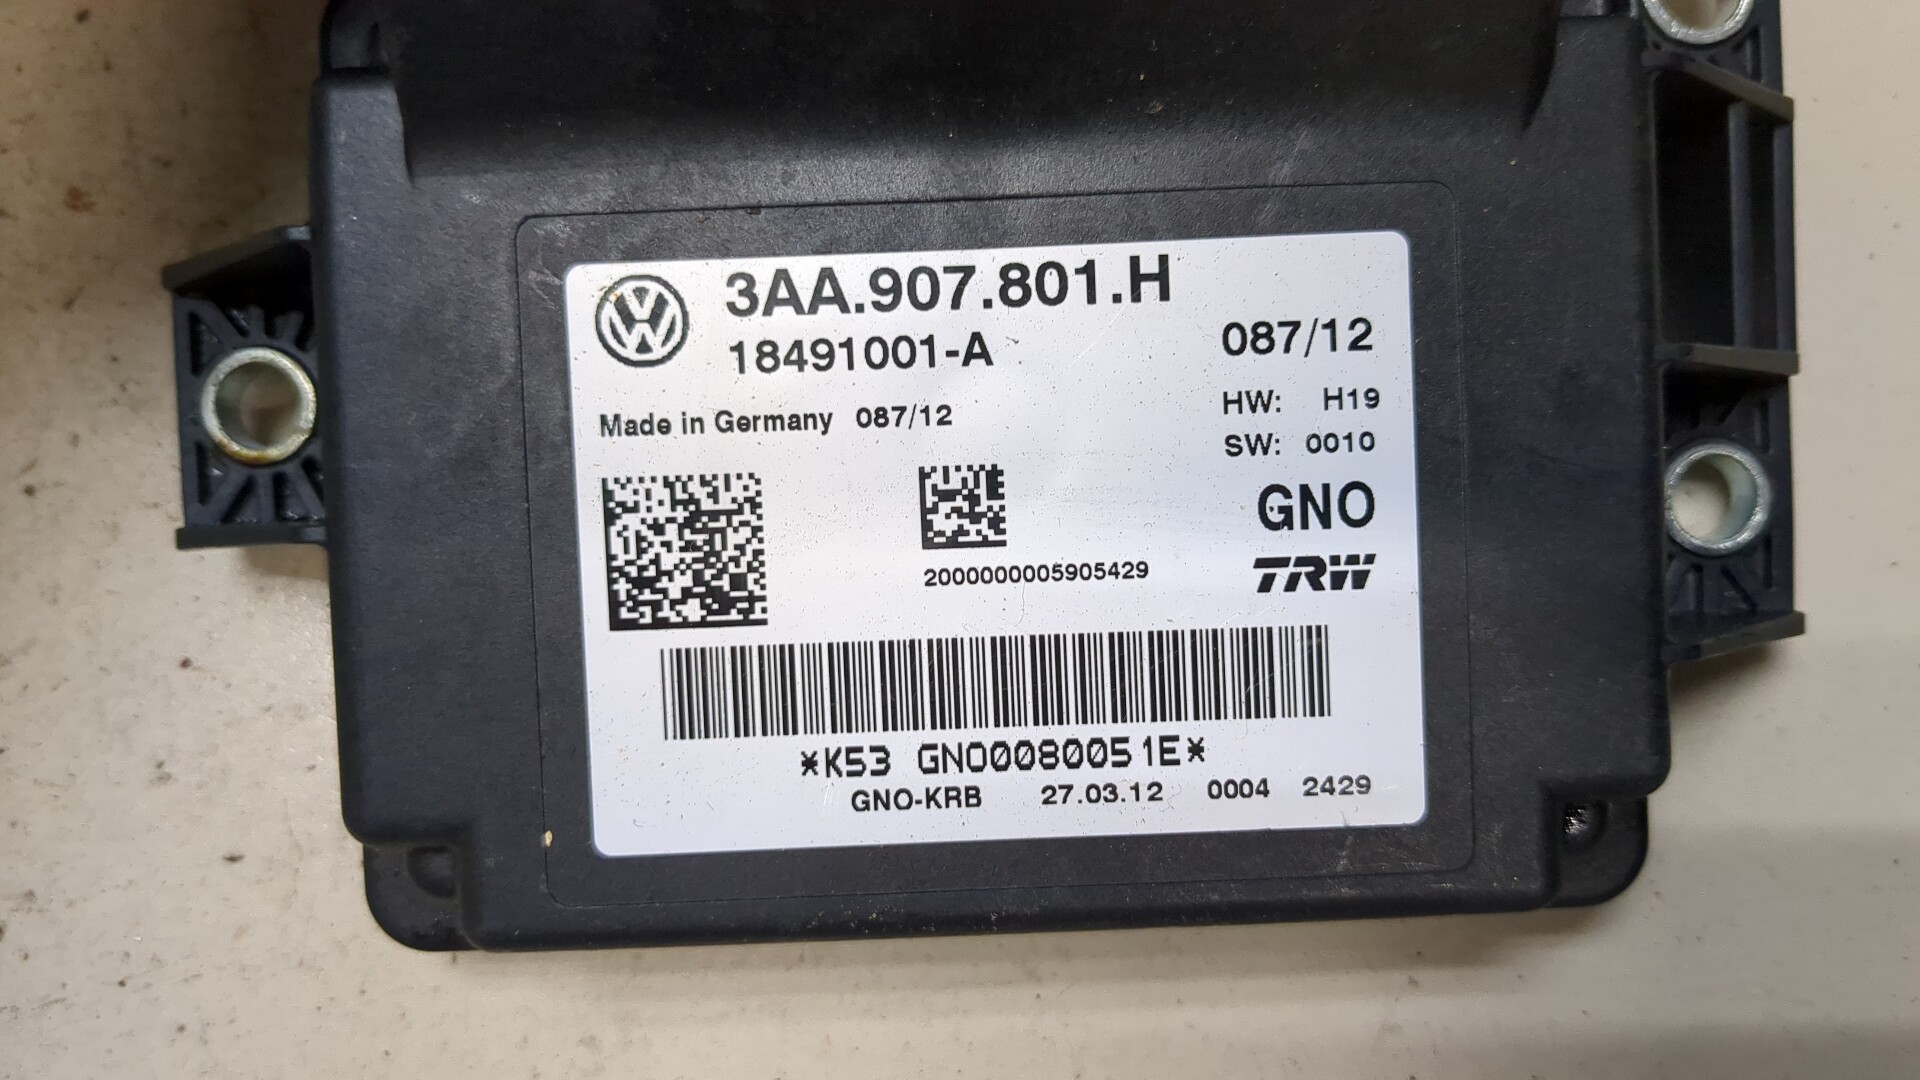 3AA.907.801.H
18491001-A
087/12
Made in Germany 087/12
HW: H19
SW: 0010
GNO
2000000005905429
TRW
*K53 GNO0080051E*
GNO-KRB 27.03.12 0004 2429